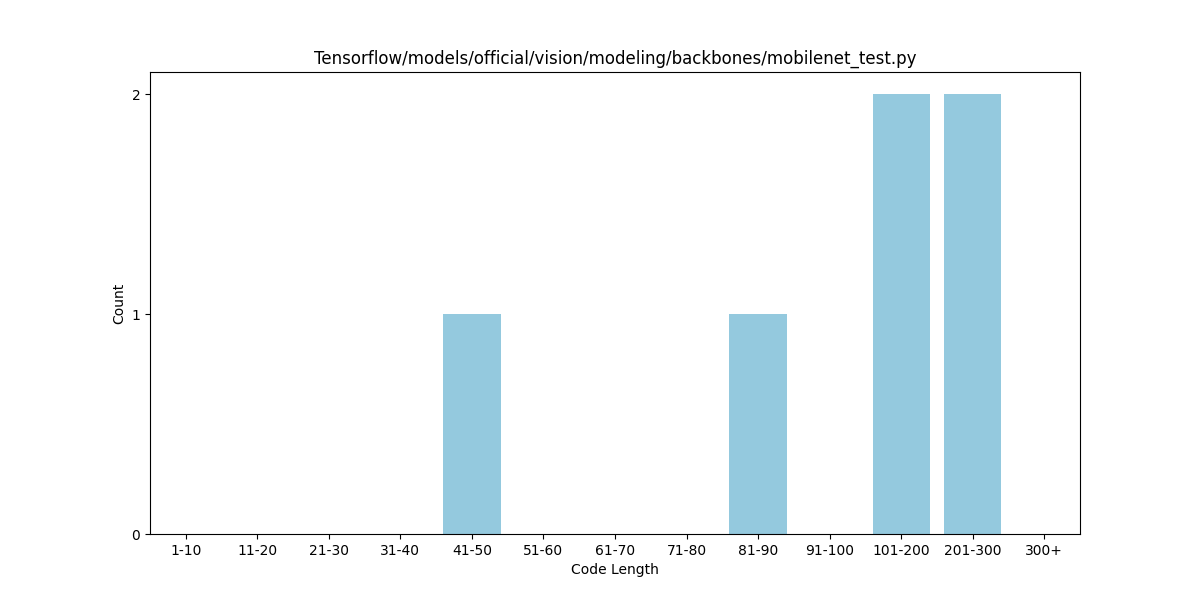 Tensorflow/models/official/vision/modeling/backbones/mobilenet_test.py
Count
2
1
0
1-10 11-20 21-30 31-40 41-50 51-60 61-70 71-80 81-90 91-100 101-200 201-300 300+
Code Length